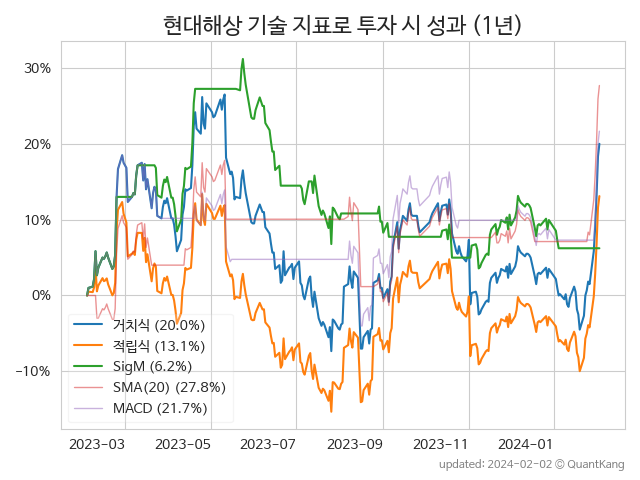 현대해상 기술 지표로 투자 시 성과 (1년)
30%
20%
10%
0%
−10%
거치식 (20.0%)
적립식 (13.1%)
SigM (6.2%)
SMA(20) (27.8%)
MACD (21.7%)
2023-03
2023-05
2023-07
2023-09
2023-11
2024-01
updated: 2024-02-02 © QuantKang